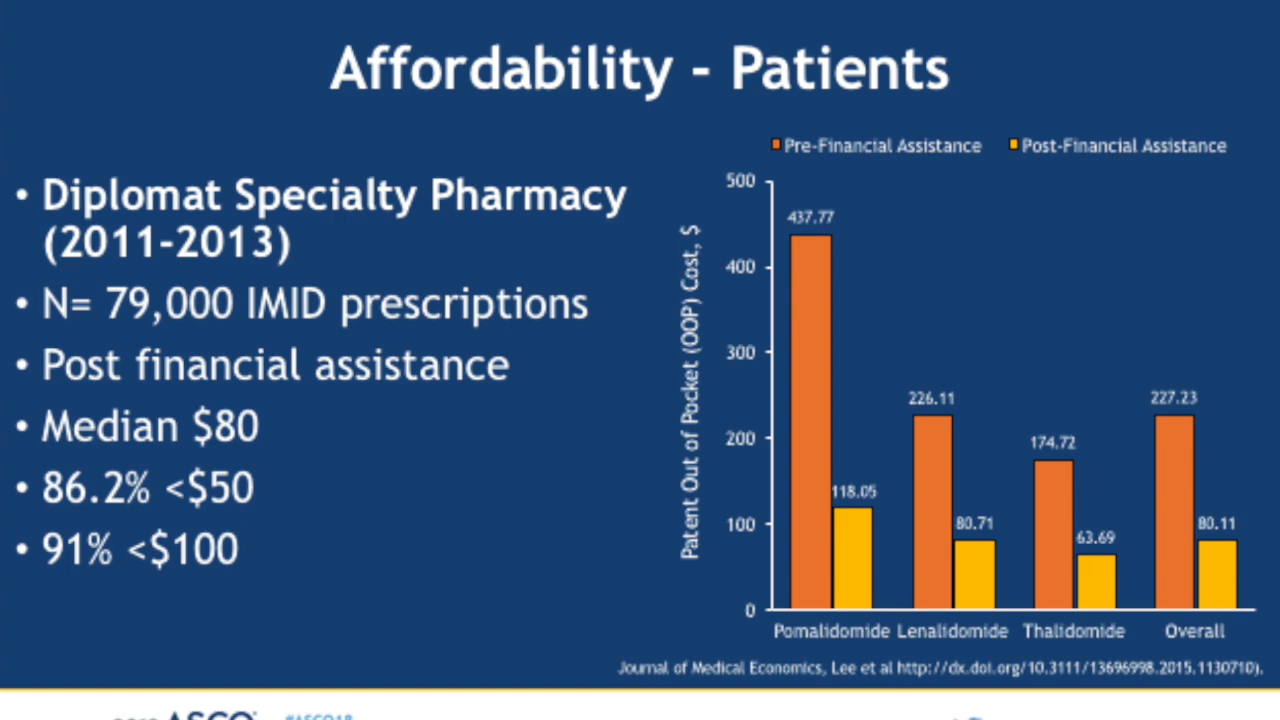 Affordability - Patients
• Diplomat Specialty Pharmacy
(2011-2013)
• N= 79,000 IMID prescriptions
• Post financial assistance
• Median $80
• 86.2% <$50
• 91% <$100
Pre-Financial Assistance Post-Financial Assistance
Patent Out of Pocket (OOP) Cost, $
500
400
300
200
100
0
437.77
118.05
226.11
80.71
174.72
63.69
227.23
80.11
Pomalidomide Lenalidomide Thalidomide Overall
Journal of Medical Economics, Lee et al http://dx.doi.org/10.3111/13696998.2015.1130710).
ASCO #ASCO18